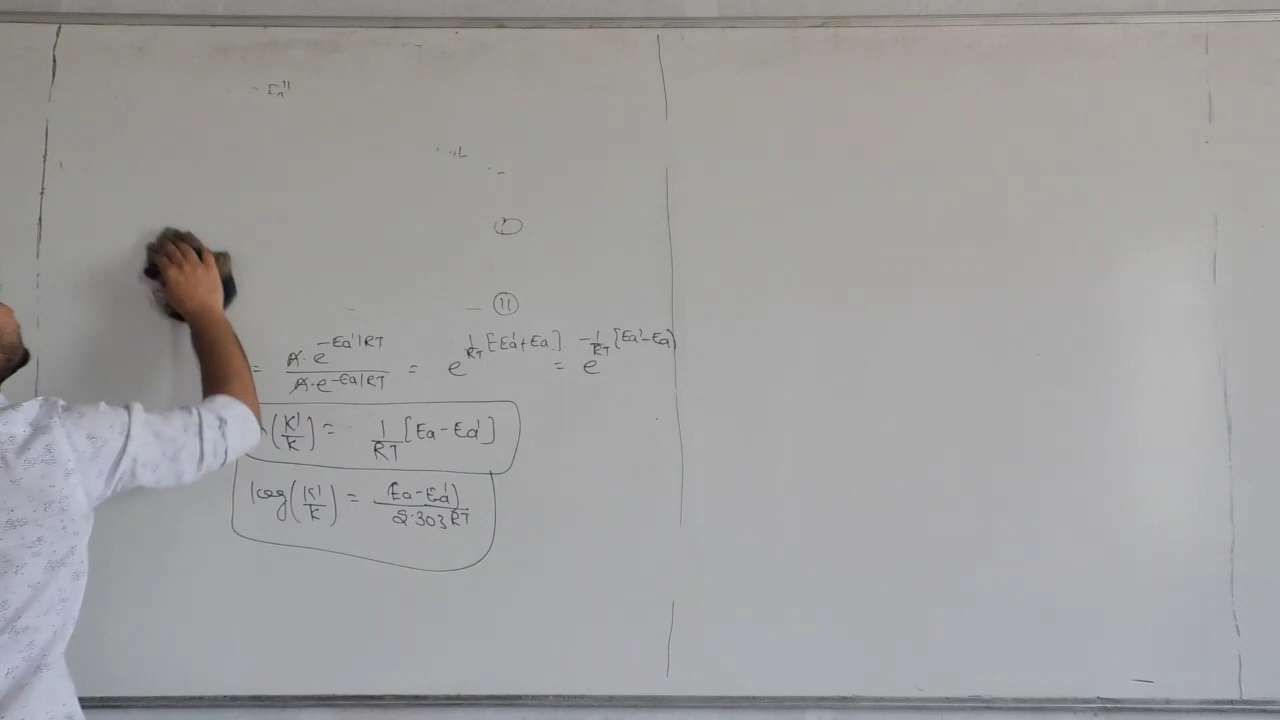 (II)
= A·e^{-Ea'/RT} / A·e^{-Ea/RT} = e^{1/RT [-Ea'+Ea]} = e^{-1/RT [Ea'-Ea]}
(K'/K) = 1/RT [Ea - Ea']
log(K'/K) = (Ea - Ea') / 2.303 RT